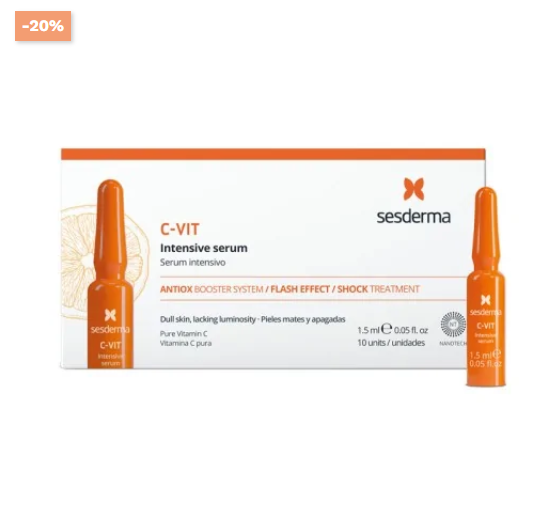 -20%
sesderma
C-VIT
Intensive serum
Serum intensivo
ANTIOX BOOSTER SYSTEM / FLASH EFFECT / SHOCK TREATMENT
Dull skin, lacking luminosity · Pieles mates y apagadas
Pure Vitamin C
Vitamina C pura
1.5 ml℮ 0.05 fl. oz
10 units / unidades
NT
NANOTECH
sesderma
C-VIT
Intensive
serum
sesderma
C-VIT
Intensive
serum
1.5 ml℮
0.05 fl. oz